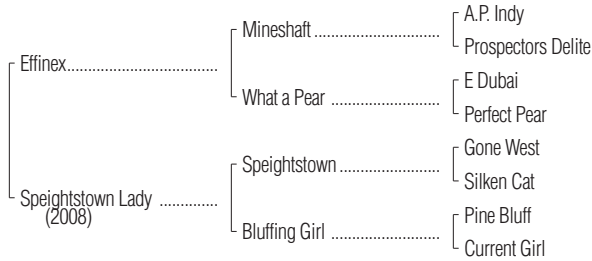 A.P. Indy
Mineshaft ......................................
Prospectors Delite
Effinex..............................................
E Dubai
What a Pear .................................
Perfect Pear
Gone West
Speightstown ..............................
Silken Cat
Speightstown Lady .................
(2008)
Pine Bluff
Bluffing Girl .................................
Current Girl